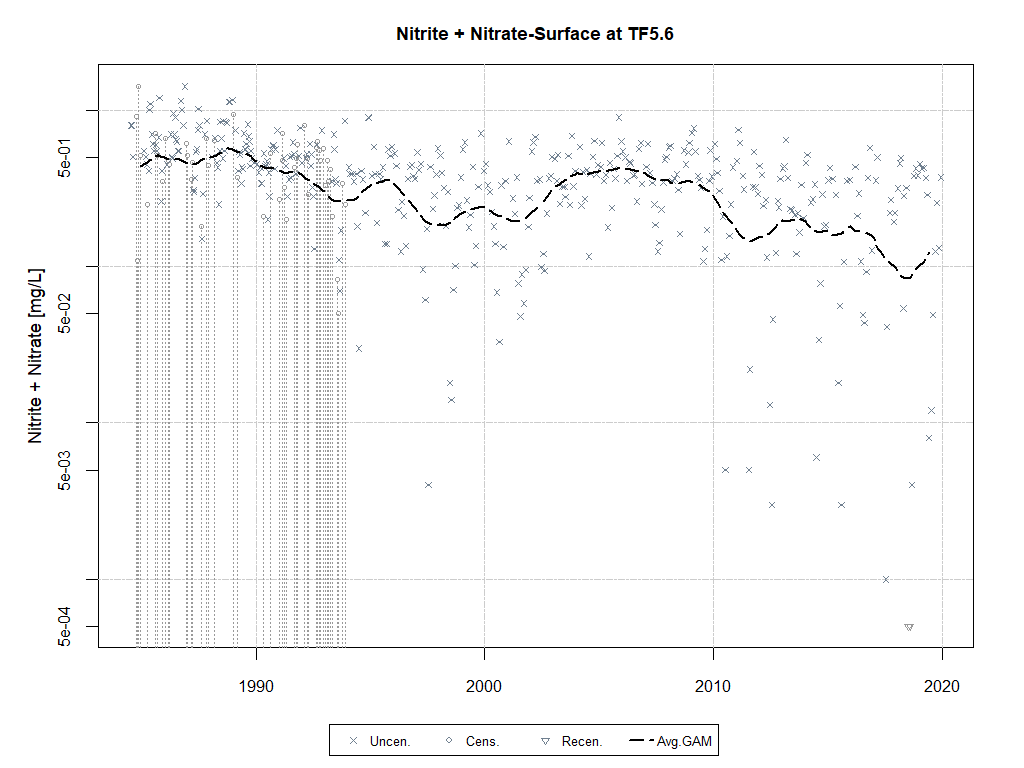 Nitrite + Nitrate-Surface at TF5.6
Nitrite + Nitrate [mg/L]
5e-01
5e-02
5e-03
5e-04
1990
2000
2010
2020
Uncen.
Cens.
Recen.
Avg.GAM